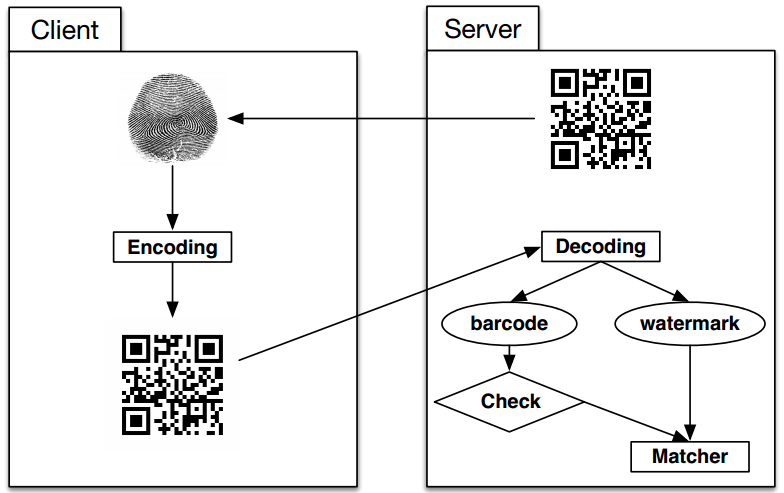 Client
Server
Encoding
Decoding
barcode
watermark
Check
Matcher